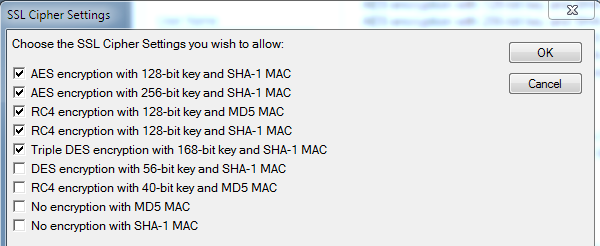 SSL Cipher Settings
Choose the SSL Cipher Settings you wish to allow:
OK
AES encryption with 128-bit key and SHA-1 MAC
AES encryption with 256-bit key and SHA-1 MAC
Cancel
RC4 encryption with 128-bit key and MD5 MAC
RC4 encryption with 128-bit key and SHA-1 MAC
Triple DES encryption with 168-bit key and SHA-1 MAC
DES encryption with 56-bit key and SHA-1 MAC
RC4 encryption with 40-bit key and MD5 MAC
No encryption with MD5 MAC
No encryption with SHA-1 MAC